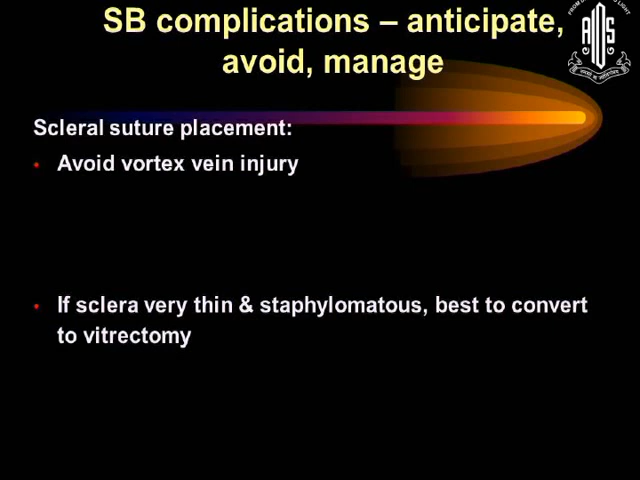 SB complications – anticipate,
avoid, manage
Scleral suture placement:
• Avoid vortex vein injury
• If sclera very thin & staphylomatous, best to convert
to vitrectomy